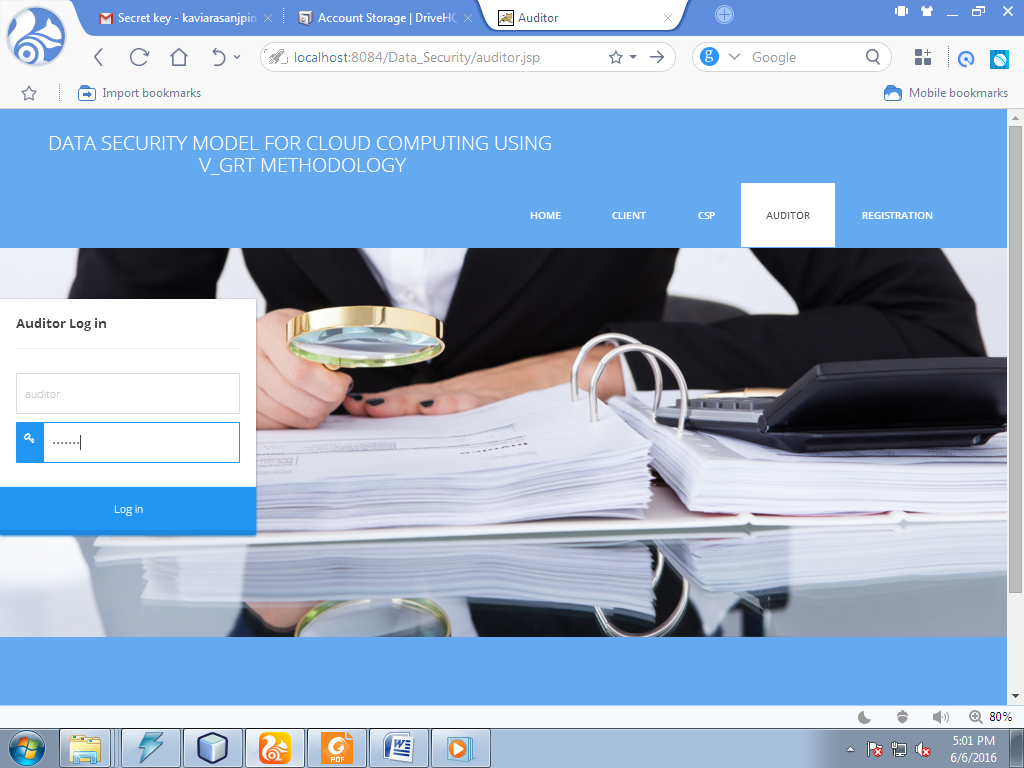 Secret key - kaviarasanjpin
Account Storage | DriveHC
Auditor
localhost:8084/Data_Security/auditor.jsp
g
Google
Import bookmarks
Mobile bookmarks
DATA SECURITY MODEL FOR CLOUD COMPUTING USING
V_GRT METHODOLOGY
HOME
CLIENT
CSP
AUDITOR
REGISTRATION
Auditor Log in
auditor
•••••••
Log in
80%
PDF
W
5:01 PM
6/6/2016